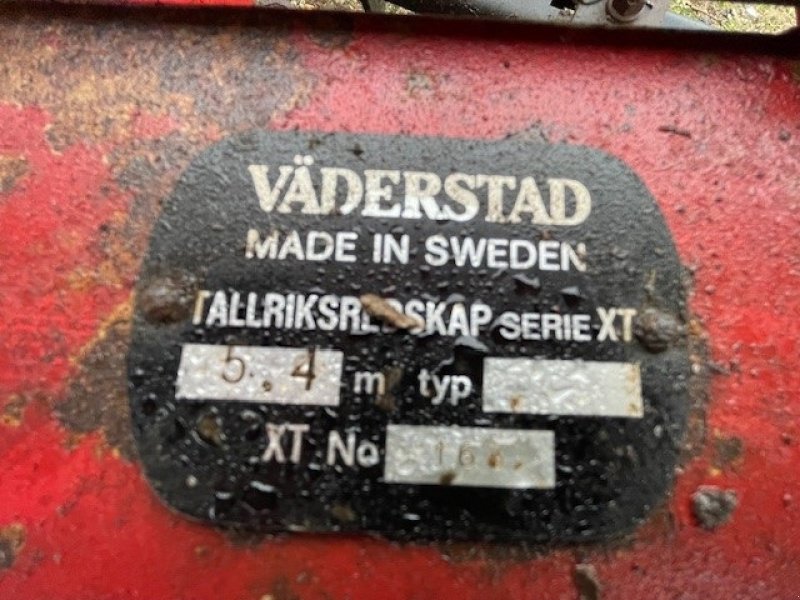 VÄDERSTAD
MADE IN SWEDEN
TALLRIKSREDSKAP SERIE XT
5.4 m typ
XT No